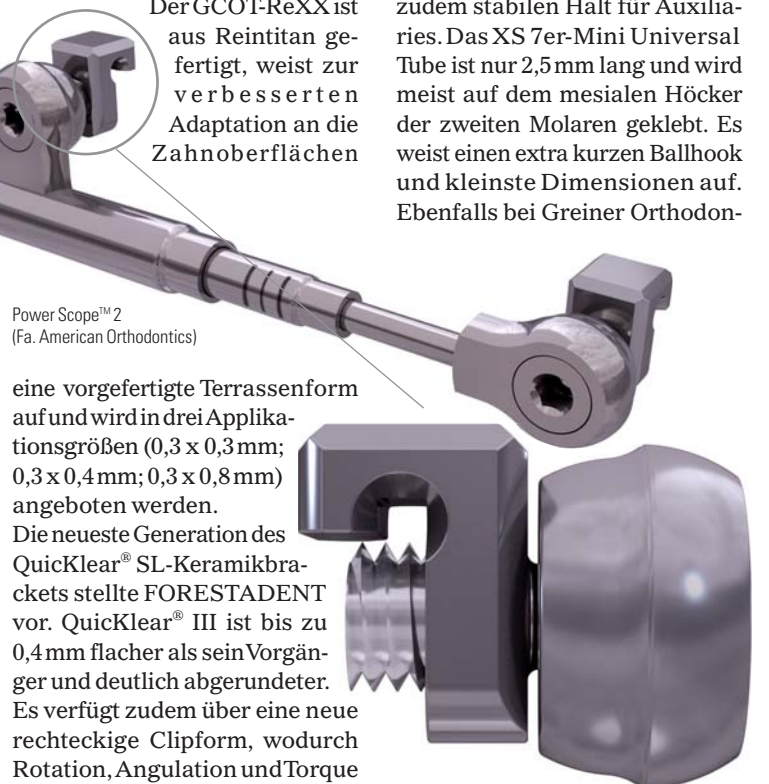 Der GCOT-ReXX ist
aus Reintitan ge-
fertigt, weist zur
verbesserten
Adaptation an die
Zahnoberflächen
Power Scope™ 2
(Fa. American Orthodontics)
eine vorgefertigte Terrassenform
auf und wird in drei Applika-
tionsgrößen (0,3 x 0,3 mm;
0,3 x 0,4 mm; 0,3 x 0,8 mm)
angeboten werden.
Die neueste Generation des
QuicKlear® SL-Keramikbra-
ckets stellte FORESTADENT
vor. QuicKlear® III ist bis zu
0,4 mm flacher als sein Vorgän-
ger und deutlich abgerundeter.
Es verfügt zudem über eine neue
rechteckige Clipform, wodurch
Rotation, Angulation und Torque
zudem stabilen Halt für Auxilia-
ries. Das XS 7er-Mini Universal
Tube ist nur 2,5 mm lang und wird
meist auf dem mesialen Höcker
der zweiten Molaren geklebt. Es
weist einen extra kurzen Ballhook
und kleinste Dimensionen auf.
Ebenfalls bei Greiner Orthodon-